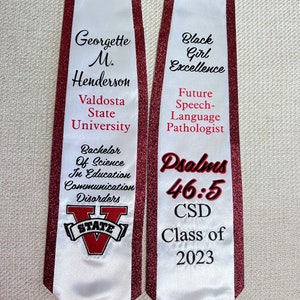 Georgette
M.
Henderson
Valdosta
State
University
Bachelor
Of Science
In Education
Communication
Disorders
V
STATE
Black
Girl
Excellence
Future
Speech-
Language
Pathologist
Psalms
46:5
CSD
Class of
2023